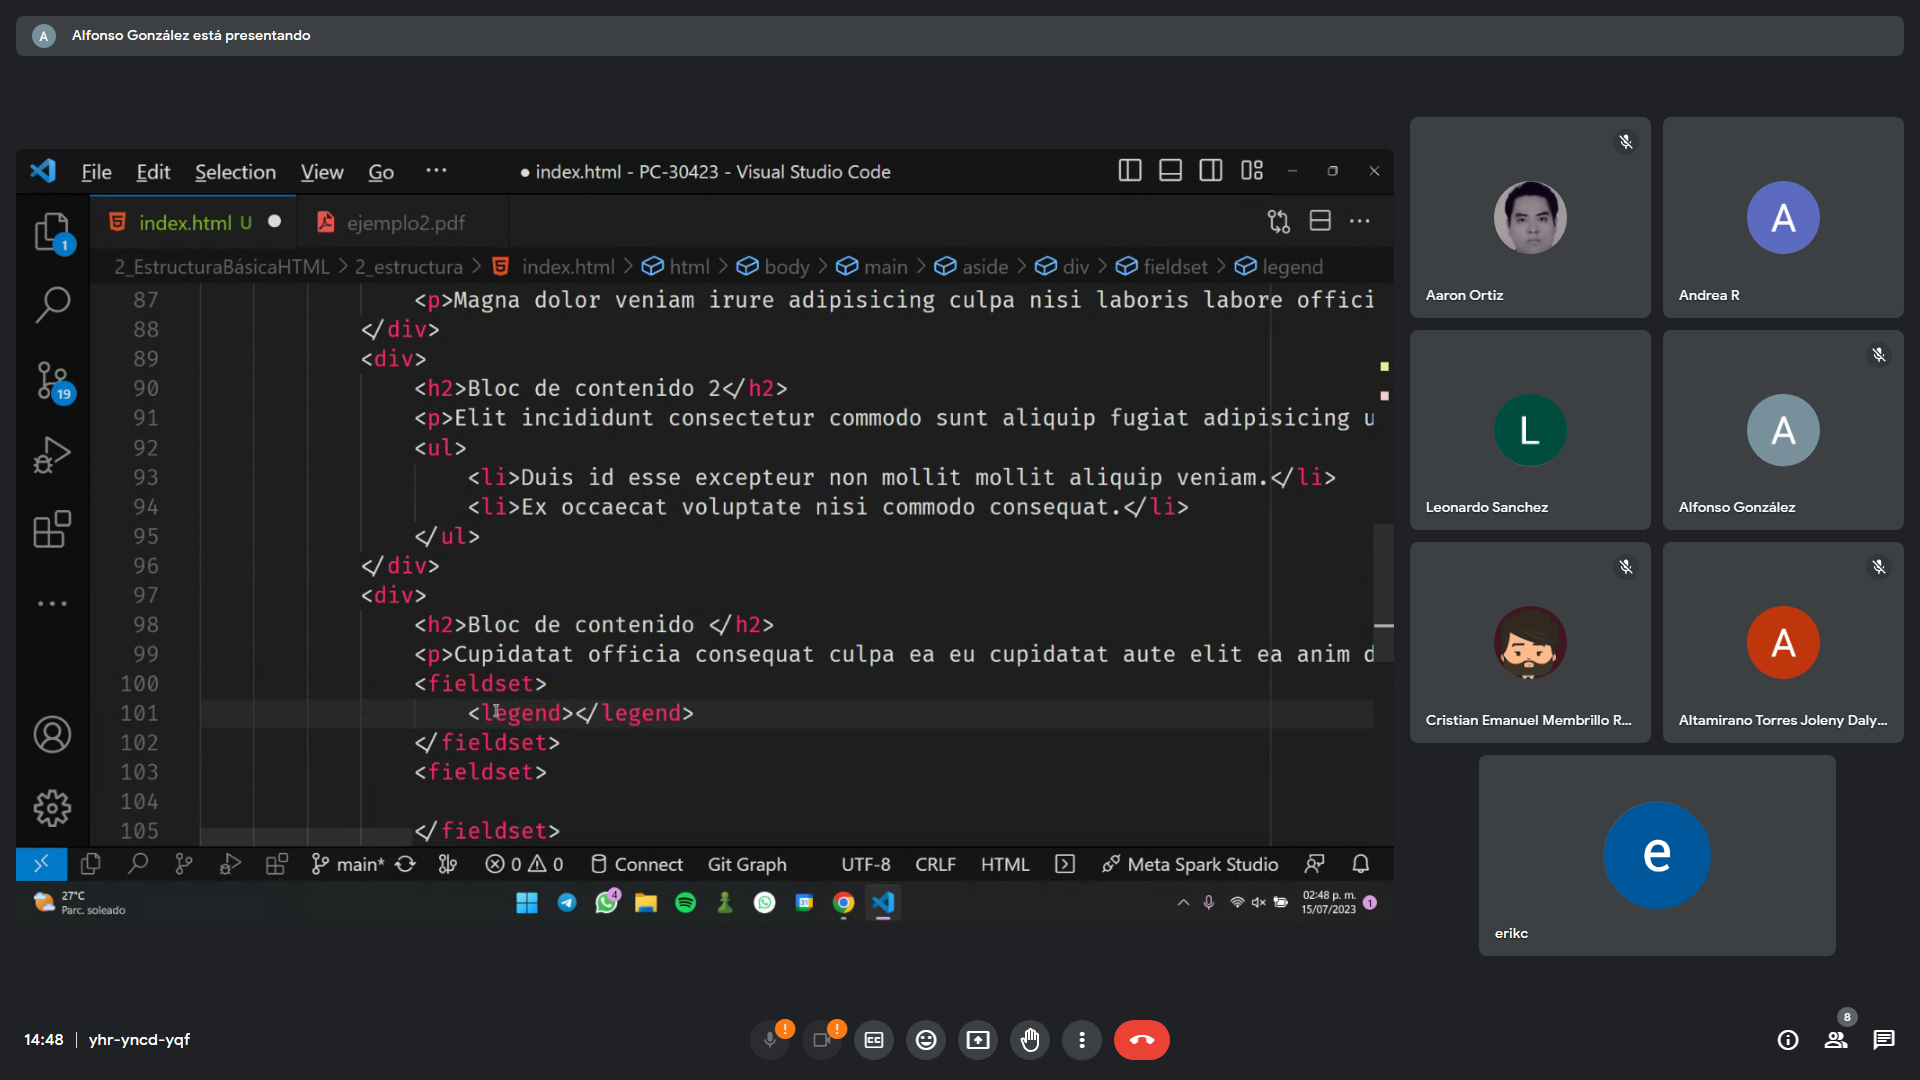 A Alfonso González está presentando
File Edit Selection View Go ··· ● index.html - PC-30423 - Visual Studio Code
index.html U ● ejemplo2.pdf
2_EstructuraBásicaHTML > 2_estructura > index.html > html > body > main > aside > div > fieldset > legend
87 <p>Magna dolor veniam irure adipisicing culpa nisi laboris labore offici
88 </div>
89 <div>
90 <h2>Bloc de contenido 2</h2>
91 <p>Elit incididunt consectetur commodo sunt aliquip fugiat adipisicing u
92 <ul>
93 <li>Duis id esse excepteur non mollit mollit aliquip veniam.</li>
94 <li>Ex occaecat voluptate nisi commodo consequat.</li>
95 </ul>
96 </div>
97 <div>
98 <h2>Bloc de contenido </h2>
99 <p>Cupidatat officia consequat culpa ea eu cupidatat aute elit ea anim d
100 <fieldset>
101 <legend></legend>
102 </fieldset>
103 <fieldset>
104
105 </fieldset>
1
19
main* 0 0 Connect Git Graph UTF-8 CRLF HTML Meta Spark Studio
27°C
Parc. soleado
4
02:48 p. m.
15/07/2023
1
Aaron Ortiz
A
Andrea R
L
Leonardo Sanchez
A
Alfonso González
Cristian Emanuel Membrillo R...
A
Altamirano Torres Joleny Daly...
e
erikc
14:48 | yhr-yncd-yqf
!
!
CC
8